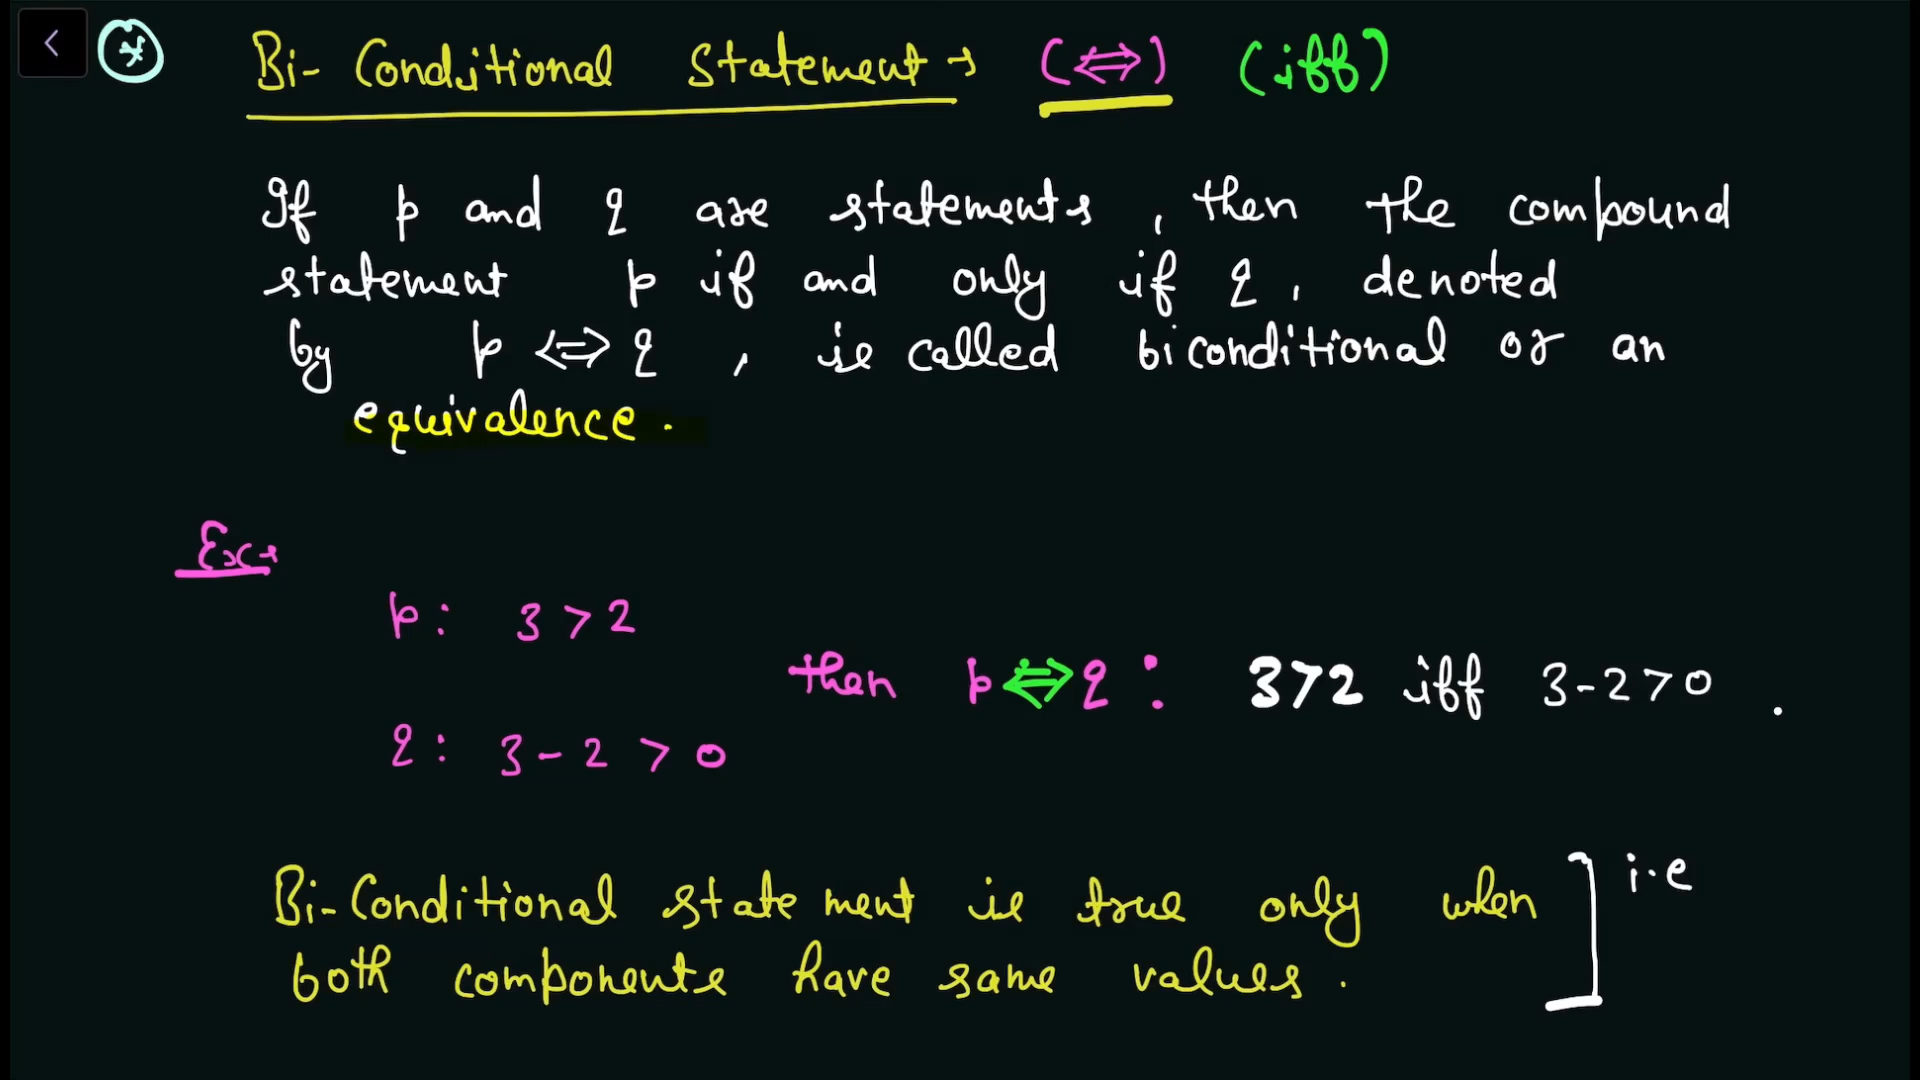 Bi- Conditional Statement → (⇔) (iff)
If p and q are statements, then the compound
statement p if and only if q, denoted
by p ⇔ q, is called biconditional or an
equivalence.
Ex→
p: 3 > 2
then p ⇔ q : 3>2 iff 3-2>0.
q: 3 - 2 > 0
Bi-Conditional statement is true only when ] i.e
both components have same values.